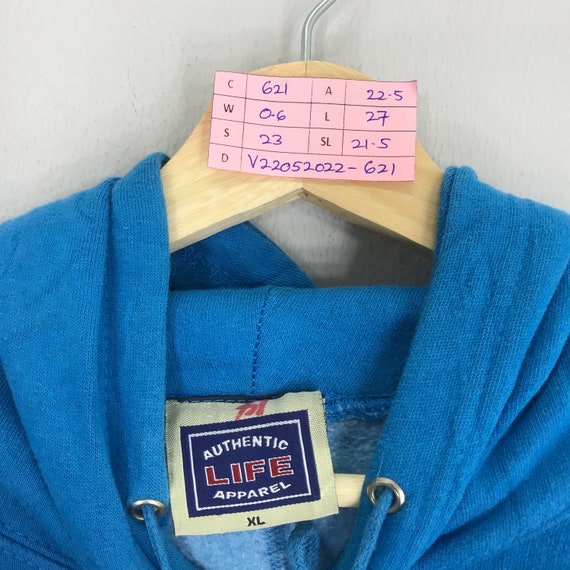 C 621 A 22.5
W 0.6 L 27
S 23 SL 21.5
D V22052022-621
AUTHENTIC
LIFE
APPAREL
XL